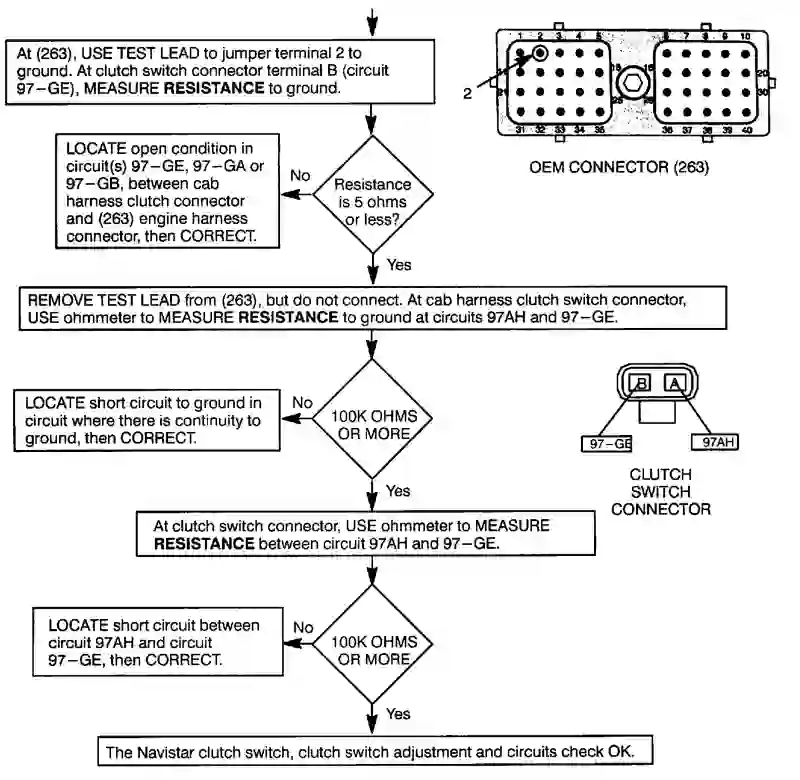 At (263), USE TEST LEAD to jumper terminal 2 to
ground. At clutch switch connector terminal B (circuit
97-GE), MEASURE RESISTANCE to ground.
1 2 3 4 5 6 7 8 9 10
15 16 20
21 25 26 30
31 32 33 34 35 36 37 38 39 40
2
OEM CONNECTOR (263)
LOCATE open condition in
circuit(s) 97-GE, 97-GA or
97-GB, between cab
harness clutch connector
and (263) engine harness
connector, then CORRECT.
No
Resistance
is 5 ohms
or less?
Yes
REMOVE TEST LEAD from (263), but do not connect. At cab harness clutch switch connector,
USE ohmmeter to MEASURE RESISTANCE to ground at circuits 97AH and 97-GE.
LOCATE short circuit to ground in
circuit where there is continuity to
ground, then CORRECT.
No
100K OHMS
OR MORE
Yes
B A
97-GE 97AH
CLUTCH
SWITCH
CONNECTOR
At clutch switch connector, USE ohmmeter to MEASURE
RESISTANCE between circuit 97AH and 97-GE.
LOCATE short circuit between
circuit 97AH and circuit
97-GE, then CORRECT.
No
100K OHMS
OR MORE
Yes
The Navistar clutch switch, clutch switch adjustment and circuits check OK.